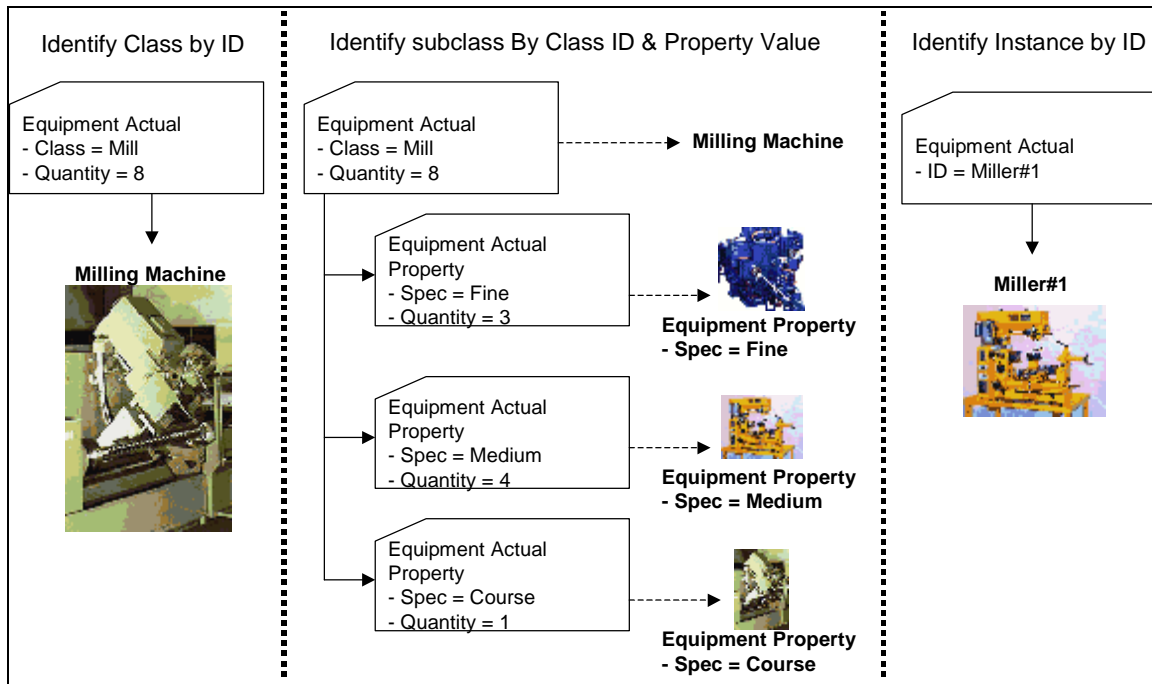 Identify Class by ID
Equipment Actual
- Class = Mill
- Quantity = 8
Milling Machine
Identify subclass By Class ID & Property Value
Equipment Actual
- Class = Mill
- Quantity = 8
Milling Machine
Equipment Actual
Property
- Spec = Fine
- Quantity = 3
Equipment Property
- Spec = Fine
Equipment Actual
Property
- Spec = Medium
- Quantity = 4
Equipment Property
- Spec = Medium
Equipment Actual
Property
- Spec = Course
- Quantity = 1
Equipment Property
- Spec = Course
Identify Instance by ID
Equipment Actual
- ID = Miller#1
Miller#1